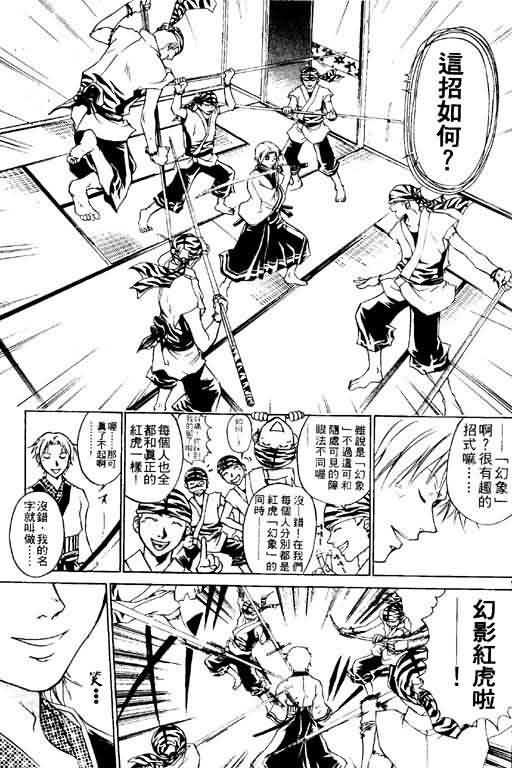 這招如何?
「幻象」
啊?很有趣的
招式嘛……
雖說是「幻象
」不過這可和
隨處可見的障
眼法不同喔
沒錯!在我們
每個人分別都是
紅虎「幻象」的
同時
每個人也全
都和真正的
紅虎一樣!
喔……那可
真了不起啊
……
沒錯,我的名
字就叫做……
幻影紅虎啦
——!
笑…